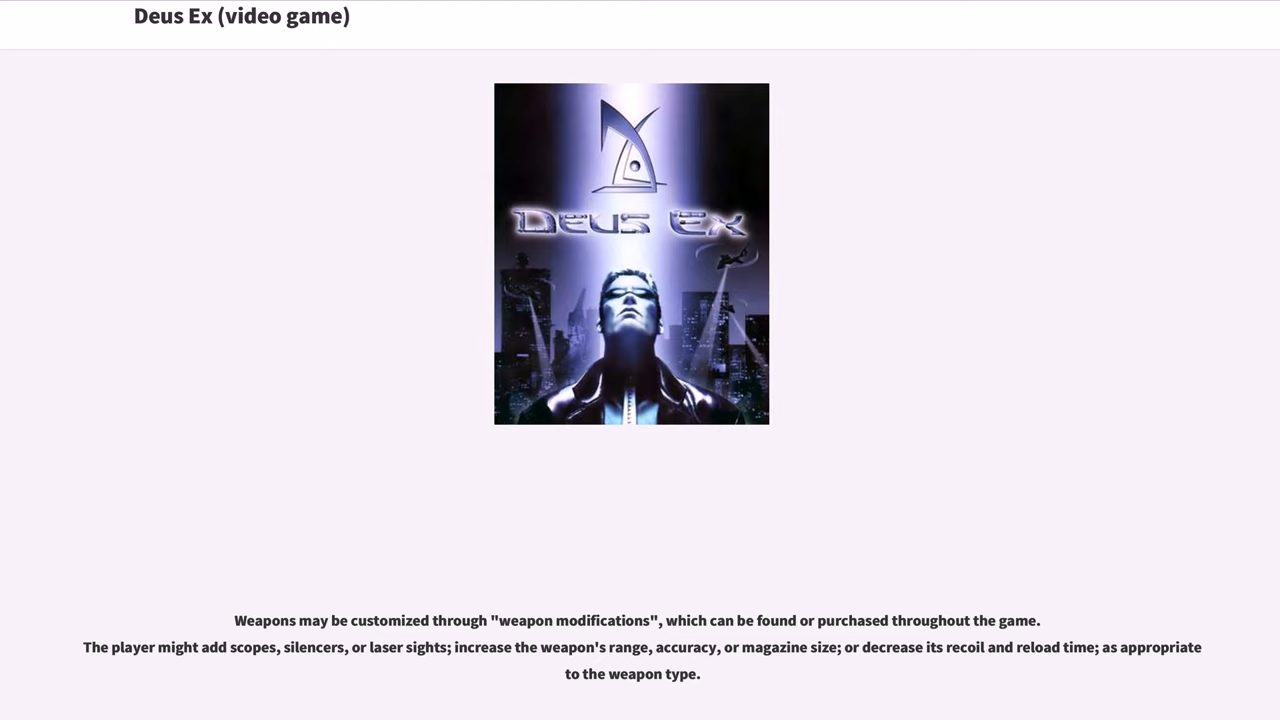 Deus Ex (video game)
DEUS EX
Weapons may be customized through "weapon modifications", which can be found or purchased throughout the game.
The player might add scopes, silencers, or laser sights; increase the weapon's range, accuracy, or magazine size; or decrease its recoil and reload time; as appropriate
to the weapon type.